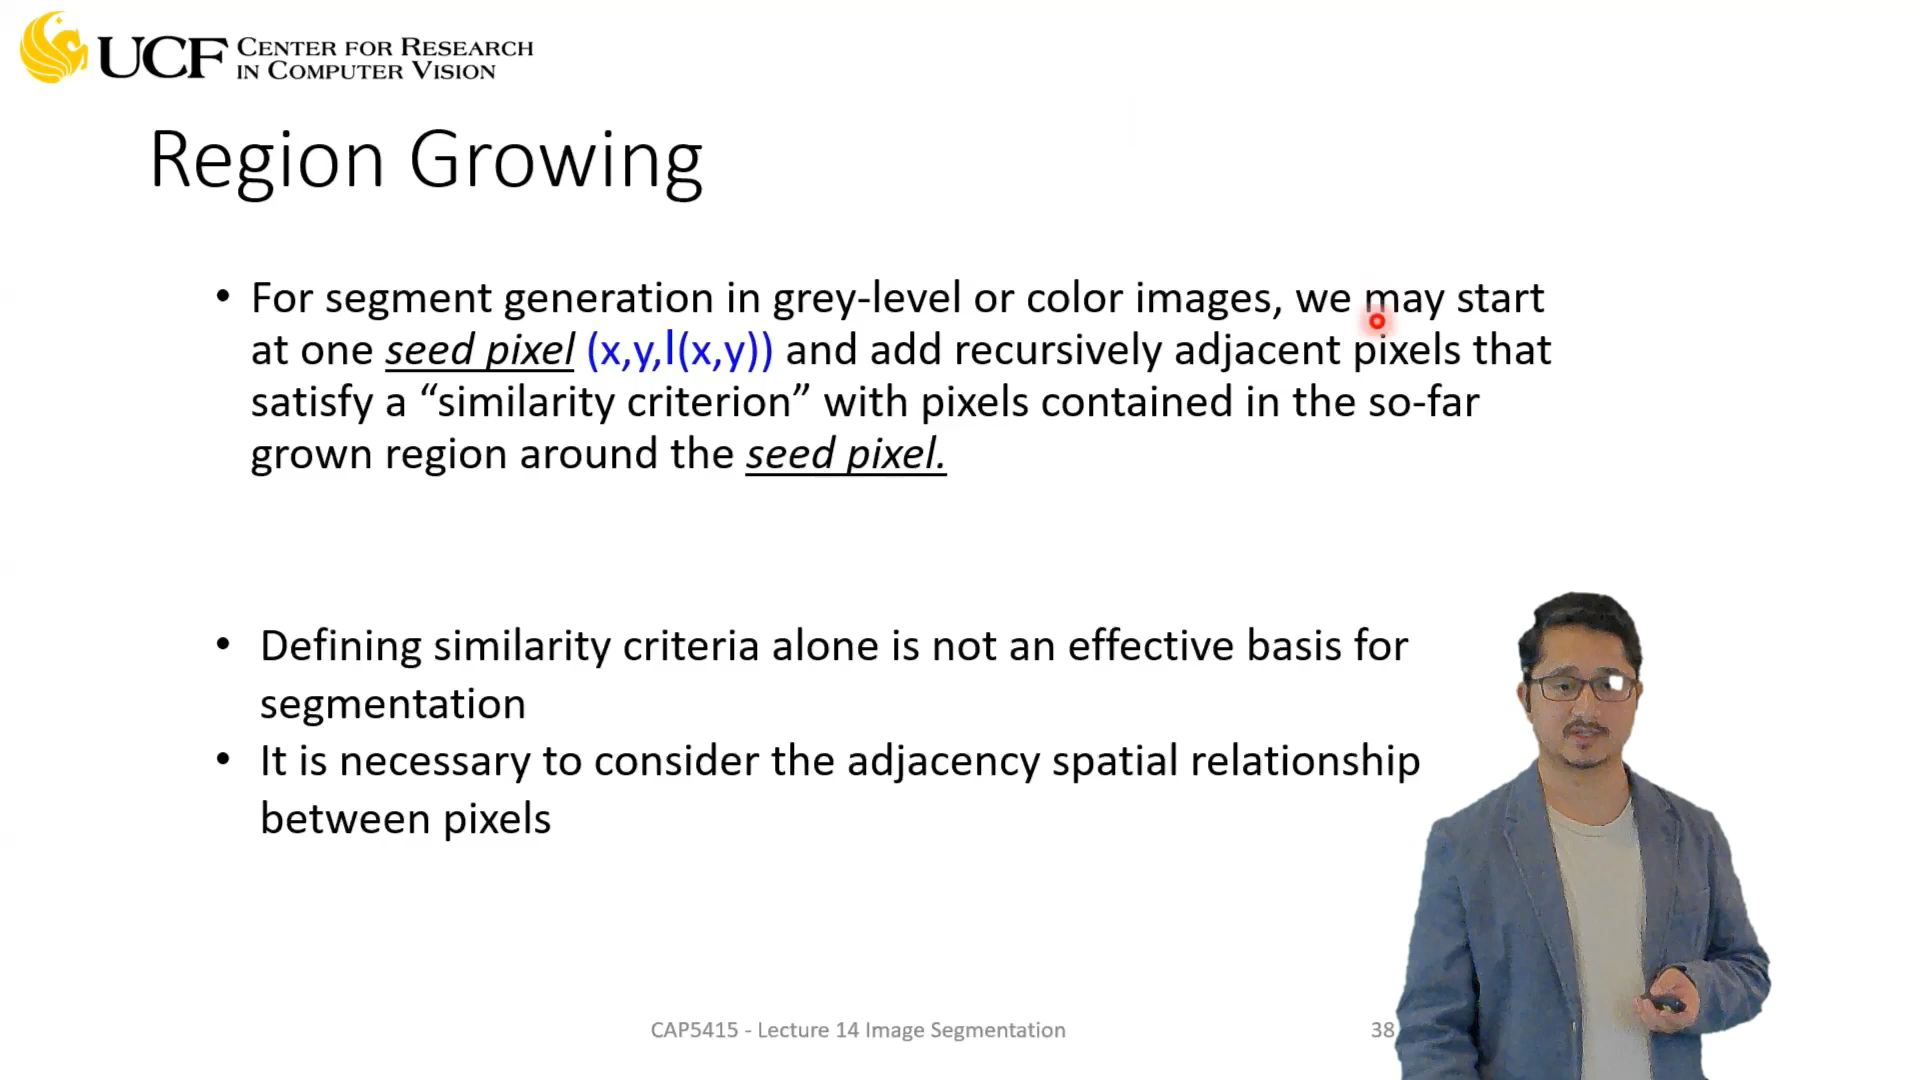 UCF CENTER FOR RESEARCH
IN COMPUTER VISION
Region Growing
• For segment generation in grey-level or color images, we may start
at one seed pixel (x,y,I(x,y)) and add recursively adjacent pixels that
satisfy a “similarity criterion” with pixels contained in the so-far
grown region around the seed pixel.
• Defining similarity criteria alone is not an effective basis for
segmentation
• It is necessary to consider the adjacency spatial relationship
between pixels
CAP5415 - Lecture 14 Image Segmentation
38